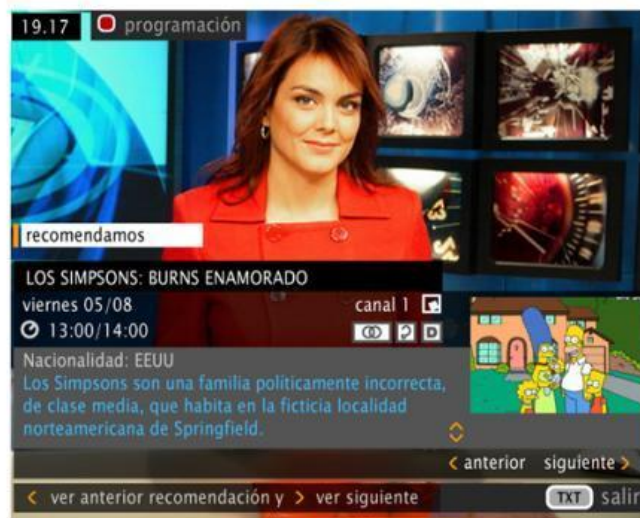 19.17 programación
recomendamos
LOS SIMPSONS: BURNS ENAMORADO
viernes 05/08 canal 1
13:00/14:00 D
Nacionalidad: EEUU
Los Simpsons son una familia políticamente incorrecta,
de clase media, que habita en la ficticia localidad
norteamericana de Springfield.
< anterior siguiente >
< ver anterior recomendación y > ver siguiente TXT salir